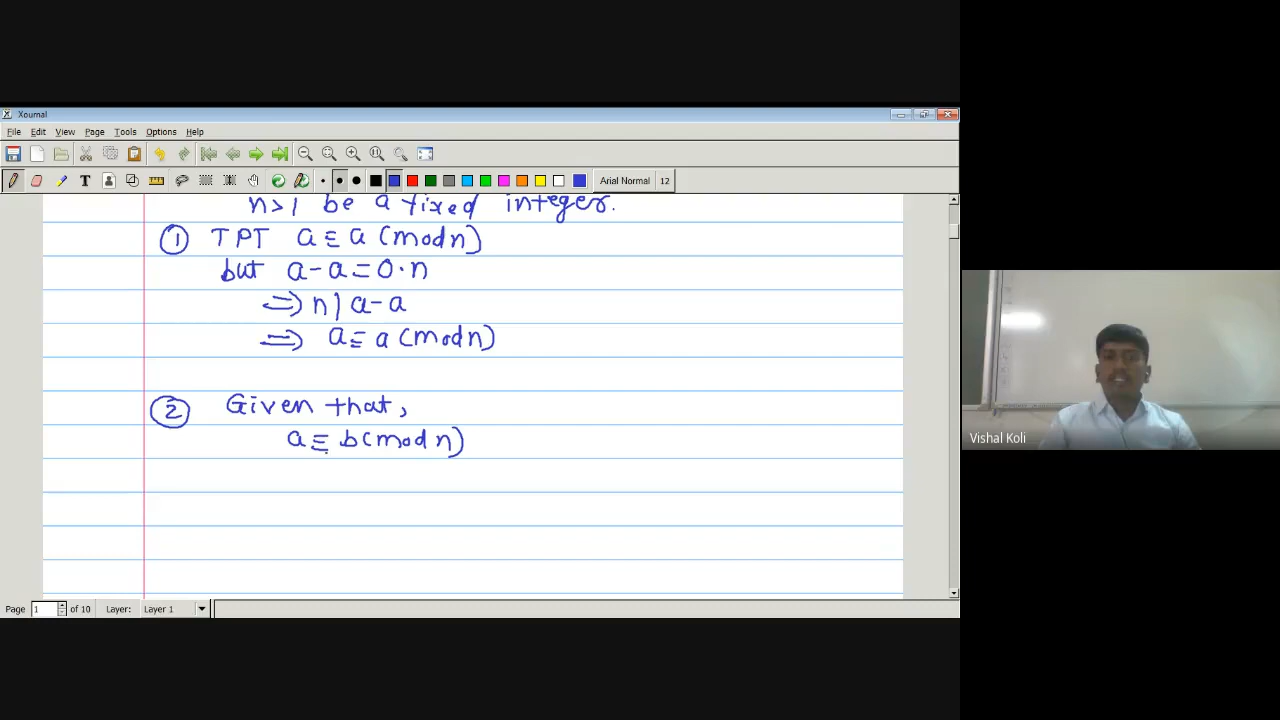 Xournal
File Edit View Page Tools Options Help
Arial Normal 12
n>1 be a fixed integer.
① TPT a≡a (mod n)
but a-a=0·n
⟹ n | a-a
⟹ a≡a (mod n)
② Given that,
a≡b(mod n)
Vishal Koli
Page 1 of 10 Layer: Layer 1